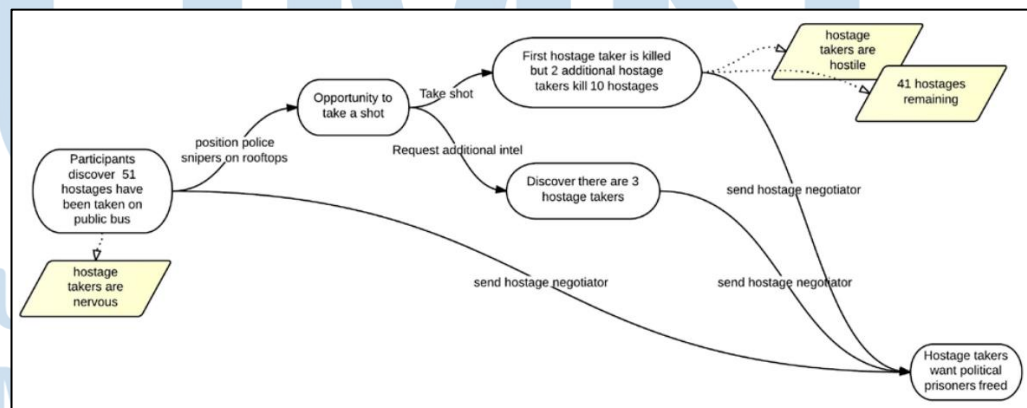 Participants
discover 51
hostages have
been taken on
public bus
hostage
takers are
nervous
position police
snipers on rooftops
Opportunity to
take a shot
Take shot
Request additional intel
First hostage taker is killed
but 2 additional hostage
takers kill 10 hostages
hostage
takers are
hostile
41 hostages
remaining
Discover there are 3
hostage takers
send hostage negotiator
send hostage negotiator
send hostage negotiator
Hostage takers
want political
prisoners freed